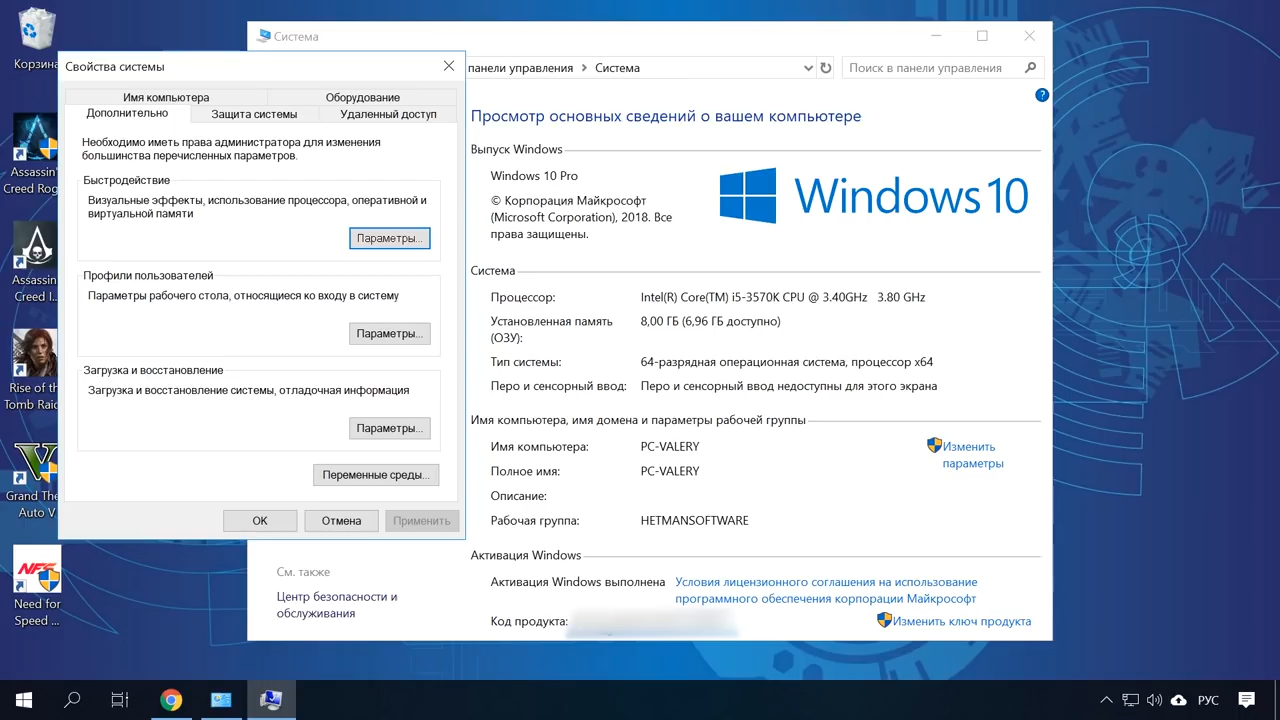 Корзина
Assassin
Creed Rog
Assassin
Creed I...
Rise of the
Tomb Raid
Grand The
Auto V
Need for
Speed ...
Свойства системы
Имя компьютера
Оборудование
Дополнительно
Защита системы
Удаленный доступ
Необходимо иметь права администратора для изменения
большинства перечисленных параметров.
Быстродействие
Визуальные эффекты, использование процессора, оперативной и
виртуальной памяти
Параметры...
Профили пользователей
Параметры рабочего стола, относящиеся ко входу в систему
Параметры...
Загрузка и восстановление
Загрузка и восстановление системы, отладочная информация
Параметры...
Переменные среды...
ОК
Отмена
Применить
Система
панели управления
Система
Поиск в панели управления
?
Просмотр основных сведений о вашем компьютере
Выпуск Windows
Windows 10 Pro
© Корпорация Майкрософт
(Microsoft Corporation), 2018. Все
права защищены.
Windows 10
Система
Процессор: Intel(R) Core(TM) i5-3570K CPU @ 3.40GHz 3.80 GHz
Установленная память 8,00 ГБ (6,96 ГБ доступно)
(ОЗУ):
Тип системы: 64-разрядная операционная система, процессор x64
Перо и сенсорный ввод: Перо и сенсорный ввод недоступны для этого экрана
Имя компьютера, имя домена и параметры рабочей группы
Имя компьютера: PC-VALERY
Изменить
параметры
Полное имя: PC-VALERY
Описание:
Рабочая группа: HETMANSOFTWARE
Активация Windows
Активация Windows выполнена Условия лицензионного соглашения на использование
программного обеспечения корпорации Майкрософт
Код продукта:
Изменить ключ продукта
См. также
Центр безопасности и
обслуживания
РУС